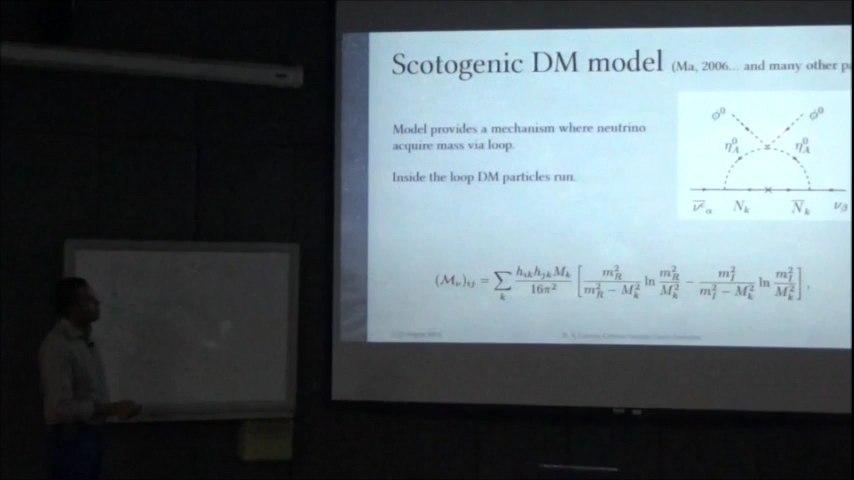 Scotogenic DM model (Ma, 2006... and many other p
Model provides a mechanism where neutrino
acquire mass via loop.
Inside the loop DM particles run.
ϕ⁰ ϕ⁰
η⁰_A η⁰_A
ν̄ᶜ_α N_k N̄_k ν_β
(𝓜_ν)_ij = ∑_k h_ik h_jk M_k / 16π² [ m²_R / (m²_R − M²_k) ln m²_R / M²_k − m²_I / (m²_I − M²_k) ln m²_I / M²_k ],